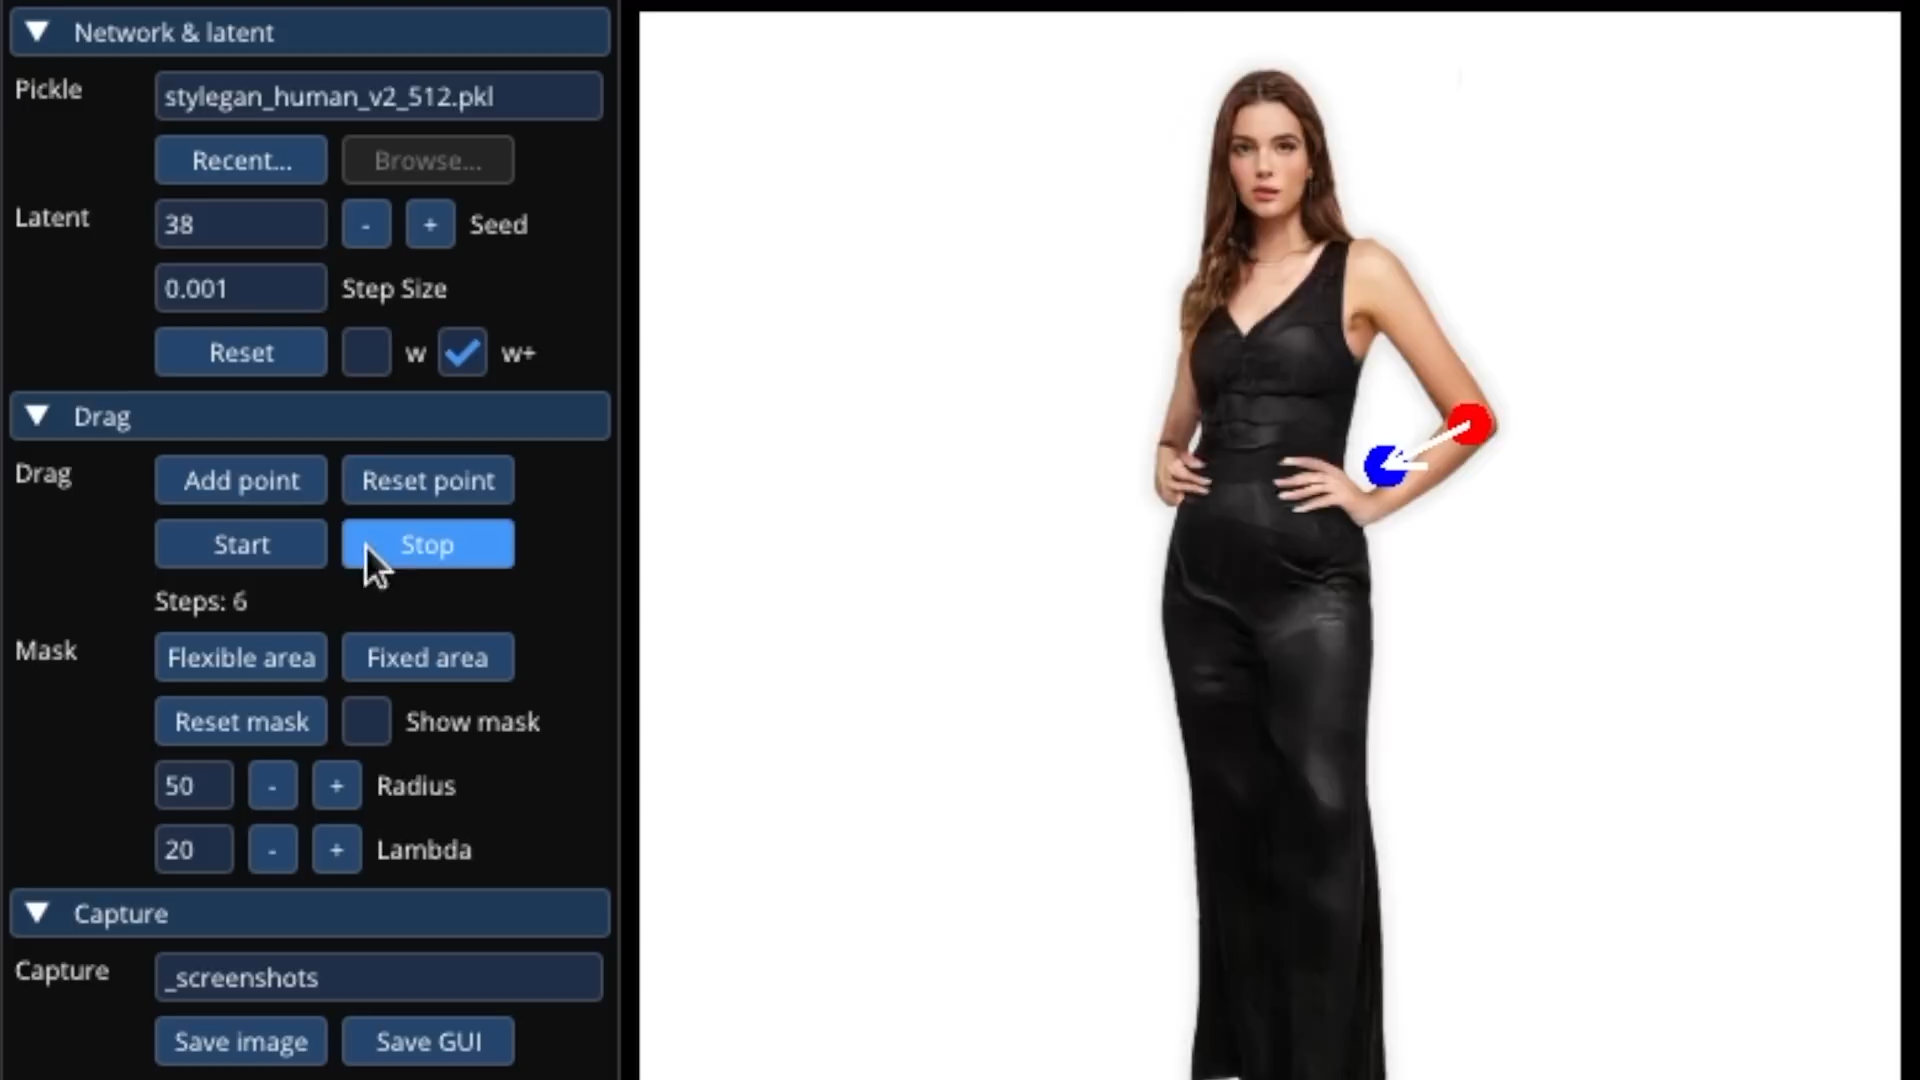 Network & latent
Pickle stylegan_human_v2_512.pkl
Recent... Browse...
Latent 38 - + Seed
0.001 Step Size
Reset w w+
Drag
Drag Add point Reset point
Start Stop
Steps: 6
Mask Flexible area Fixed area
Reset mask Show mask
50 - + Radius
20 - + Lambda
Capture
Capture _screenshots
Save image Save GUI